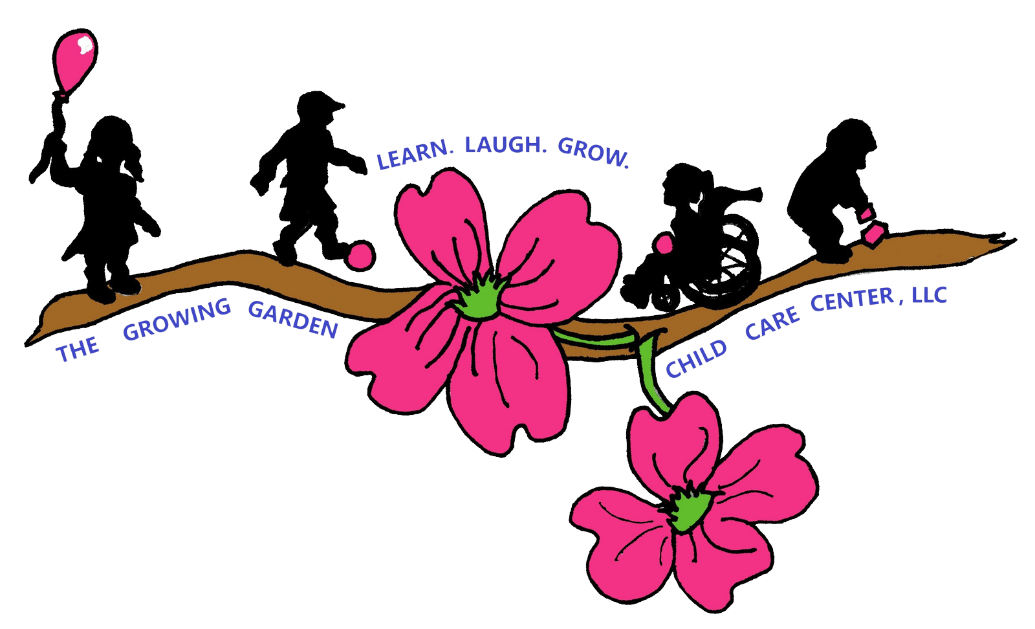 LEARN. LAUGH. GROW.
THE GROWING GARDEN
CHILD CARE CENTER, LLC